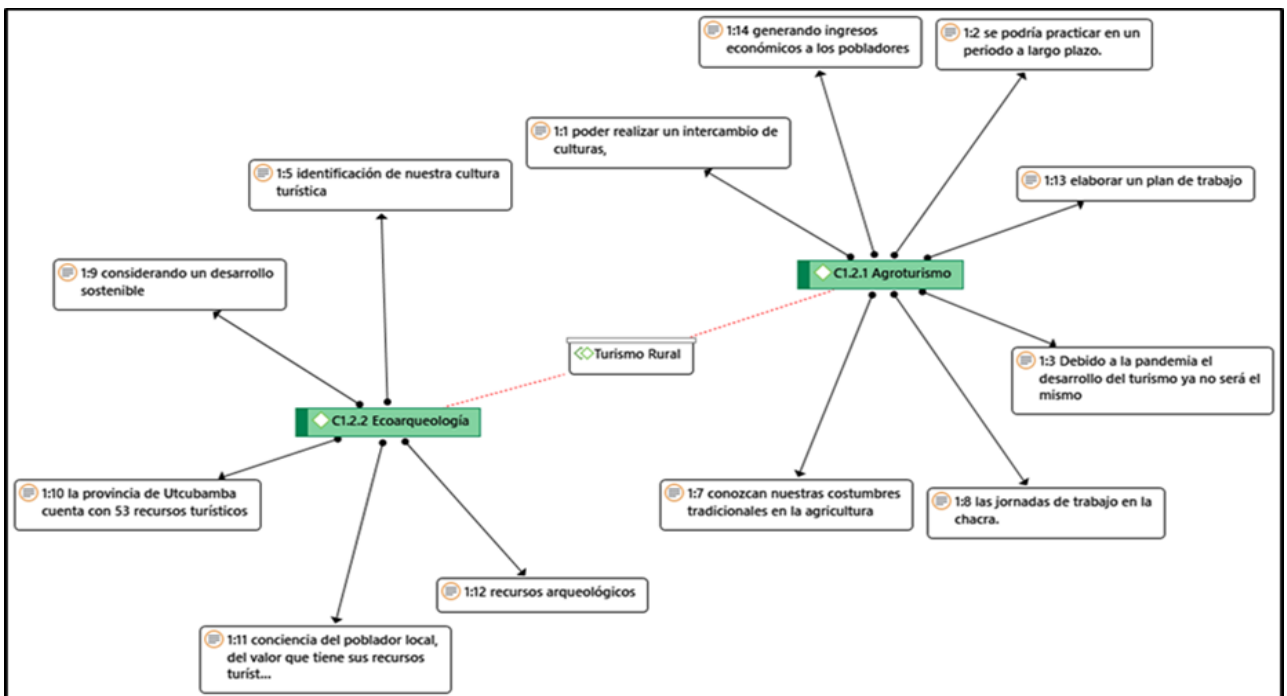 1:14 generando ingresos
económicos a los pobladores
1:2 se podría practicar en un
periodo a largo plazo.
1:1 poder realizar un intercambio de
culturas,
1:5 identificación de nuestra cultura
turística
1:13 elaborar un plan de trabajo
1:9 considerando un desarrollo
sostenible
C1.2.1 Agroturismo
Turismo Rural
1:3 Debido a la pandemia el
desarrollo del turismo ya no será el
mismo
C1.2.2 Ecoarqueología
1:10 la provincia de Utcubamba
cuenta con 53 recursos turísticos
1:7 conozcan nuestras costumbres
tradicionales en la agricultura
1:8 las jornadas de trabajo en la
chacra.
1:12 recursos arqueológicos
1:11 conciencia del poblador local,
del valor que tiene sus recursos
turíst...